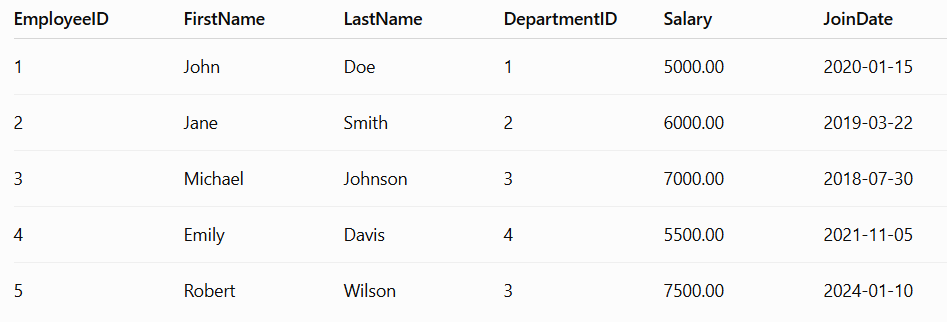 EmployeeID FirstName LastName DepartmentID Salary JoinDate
1 John Doe 1 5000.00 2020-01-15
2 Jane Smith 2 6000.00 2019-03-22
3 Michael Johnson 3 7000.00 2018-07-30
4 Emily Davis 4 5500.00 2021-11-05
5 Robert Wilson 3 7500.00 2024-01-10